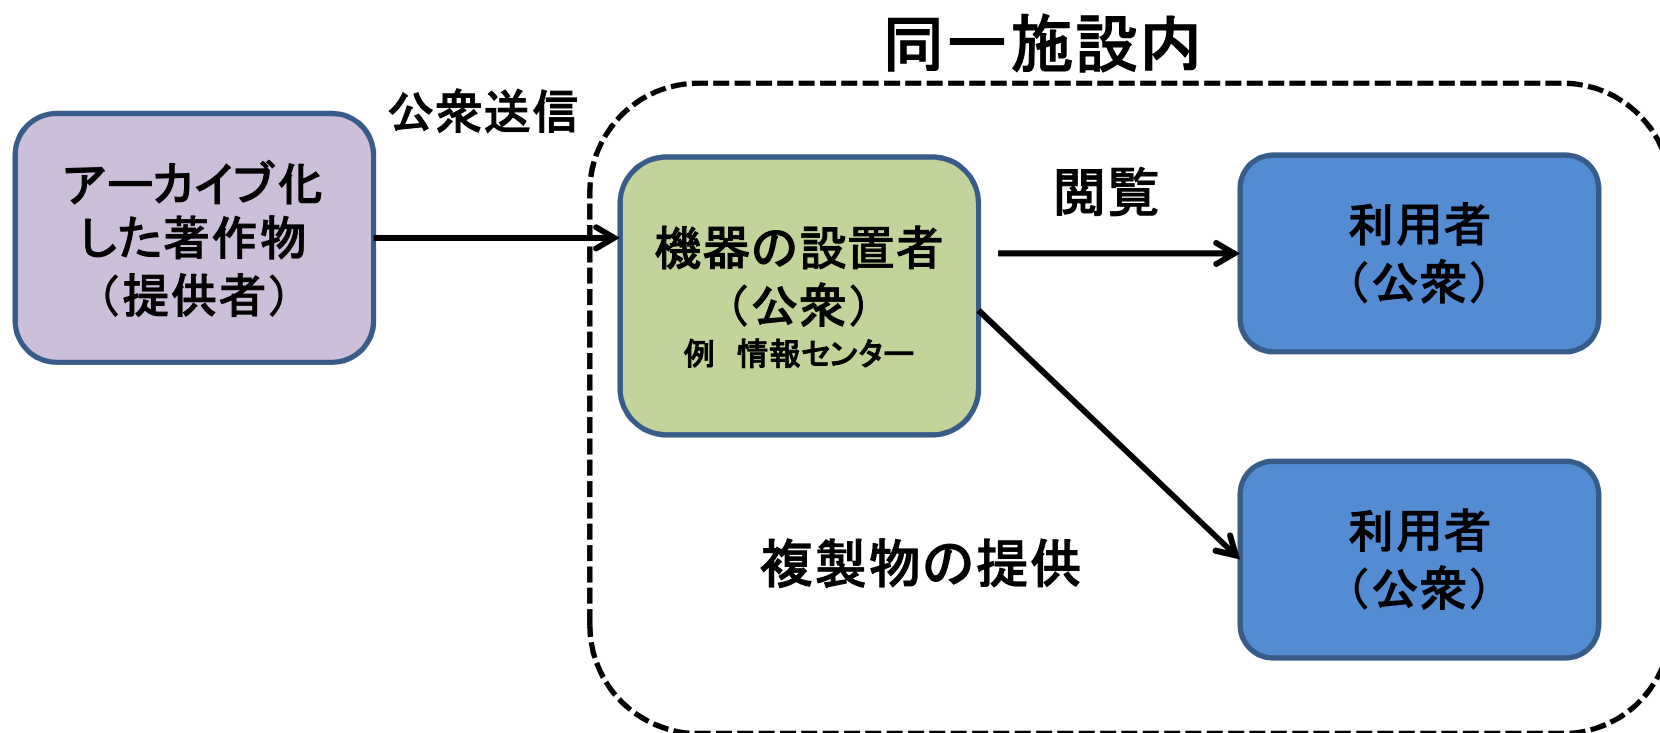 同一施設内
公衆送信
アーカイブ化
した著作物
（提供者）
機器の設置者
（公衆）
例　情報センター
閲覧
利用者
（公衆）
複製物の提供
利用者
（公衆）